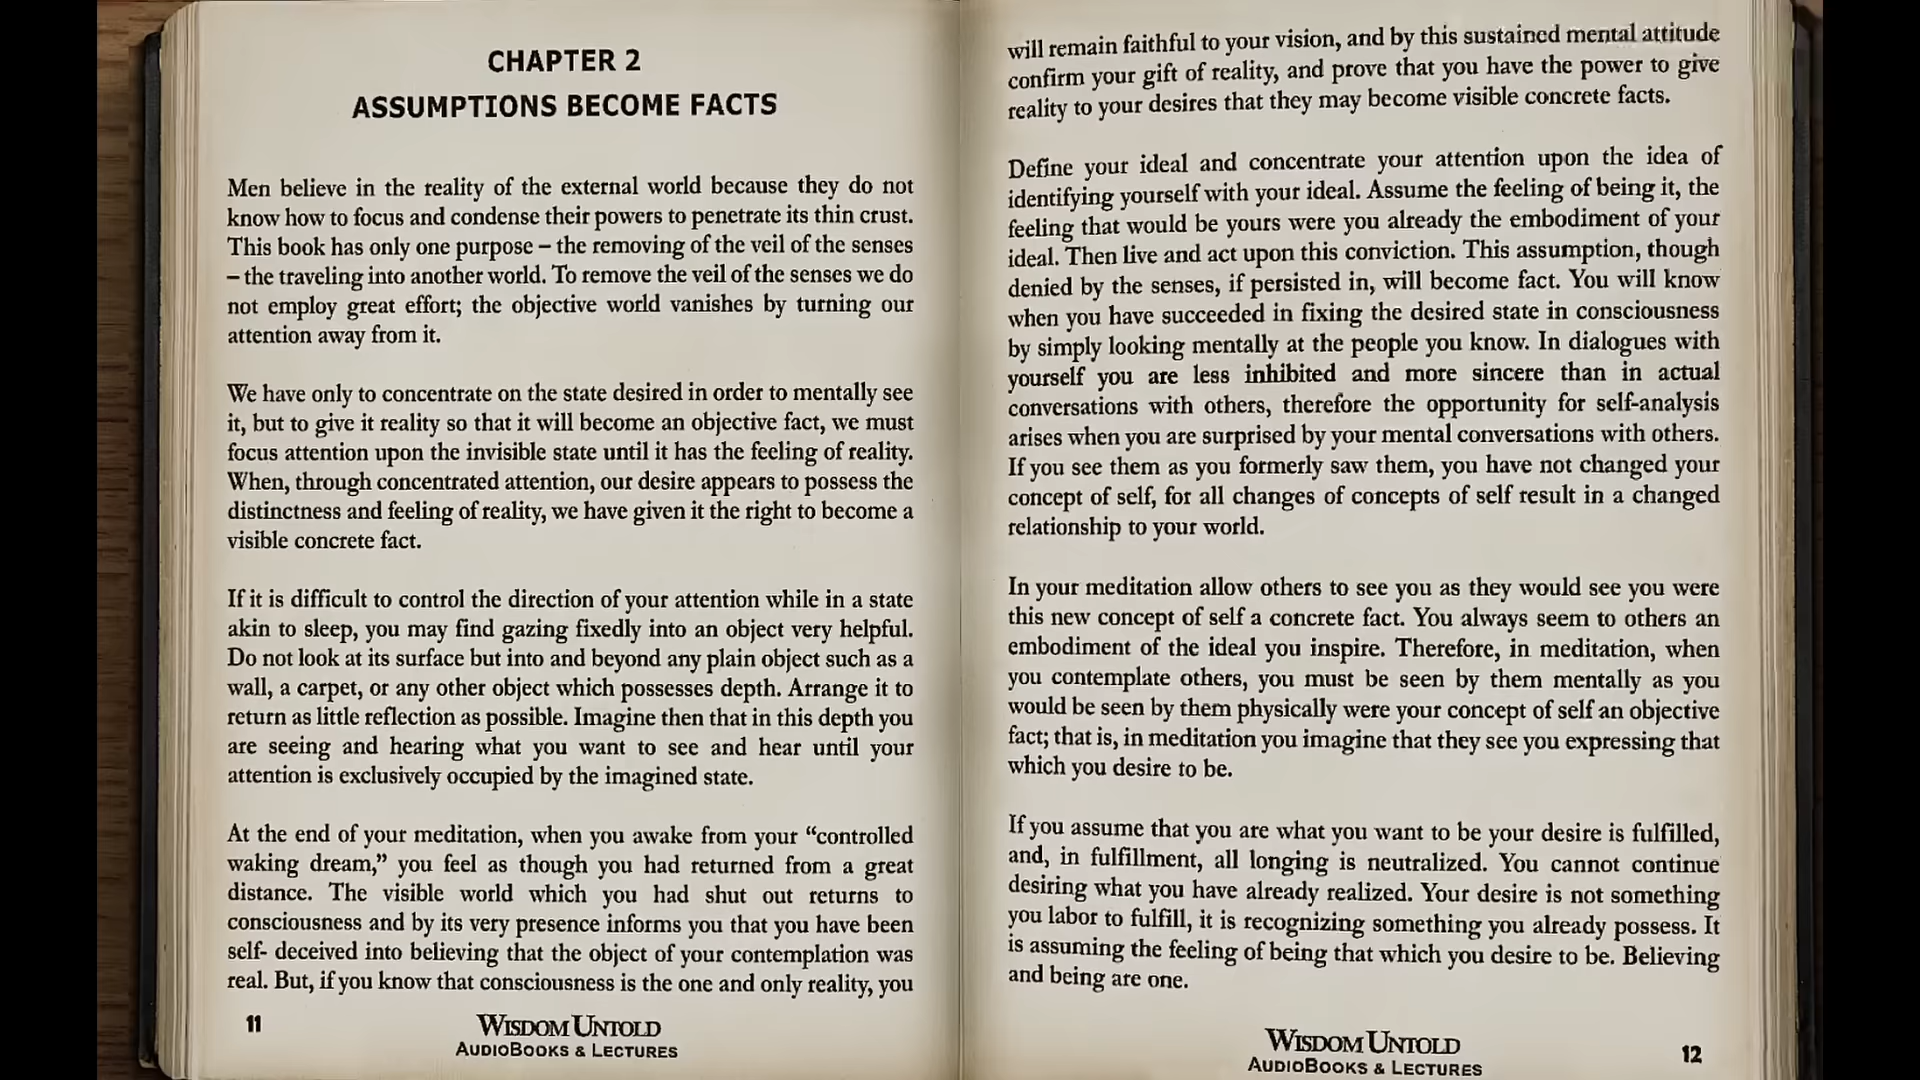 CHAPTER 2
ASSUMPTIONS BECOME FACTS
Men believe in the reality of the external world because they do not
know how to focus and condense their powers to penetrate its thin crust.
This book has only one purpose – the removing of the veil of the senses
– the traveling into another world. To remove the veil of the senses we do
not employ great effort; the objective world vanishes by turning our
attention away from it.
We have only to concentrate on the state desired in order to mentally see
it, but to give it reality so that it will become an objective fact, we must
focus attention upon the invisible state until it has the feeling of reality.
When, through concentrated attention, our desire appears to possess the
distinctness and feeling of reality, we have given it the right to become a
visible concrete fact.
If it is difficult to control the direction of your attention while in a state
akin to sleep, you may find gazing fixedly into an object very helpful.
Do not look at its surface but into and beyond any plain object such as a
wall, a carpet, or any other object which possesses depth. Arrange it to
return as little reflection as possible. Imagine then that in this depth you
are seeing and hearing what you want to see and hear until your
attention is exclusively occupied by the imagined state.
At the end of your meditation, when you awake from your “controlled
waking dream,” you feel as though you had returned from a great
distance. The visible world which you had shut out returns to
consciousness and by its very presence informs you that you have been
self- deceived into believing that the object of your contemplation was
real. But, if you know that consciousness is the one and only reality, you
11
WISDOM UNTOLD
AUDIOBOOKS & LECTURES
will remain faithful to your vision, and by this sustained mental attitude
confirm your gift of reality, and prove that you have the power to give
reality to your desires that they may become visible concrete facts.
Define your ideal and concentrate your attention upon the idea of
identifying yourself with your ideal. Assume the feeling of being it, the
feeling that would be yours were you already the embodiment of your
ideal. Then live and act upon this conviction. This assumption, though
denied by the senses, if persisted in, will become fact. You will know
when you have succeeded in fixing the desired state in consciousness
by simply looking mentally at the people you know. In dialogues with
yourself you are less inhibited and more sincere than in actual
conversations with others, therefore the opportunity for self-analysis
arises when you are surprised by your mental conversations with others.
If you see them as you formerly saw them, you have not changed your
concept of self, for all changes of concepts of self result in a changed
relationship to your world.
In your meditation allow others to see you as they would see you were
this new concept of self a concrete fact. You always seem to others an
embodiment of the ideal you inspire. Therefore, in meditation, when
you contemplate others, you must be seen by them mentally as you
would be seen by them physically were your concept of self an objective
fact; that is, in meditation you imagine that they see you expressing that
which you desire to be.
If you assume that you are what you want to be your desire is fulfilled,
and, in fulfillment, all longing is neutralized. You cannot continue
desiring what you have already realized. Your desire is not something
you labor to fulfill, it is recognizing something you already possess. It
is assuming the feeling of being that which you desire to be. Believing
and being are one.
WISDOM UNTOLD
AUDIOBOOKS & LECTURES
12